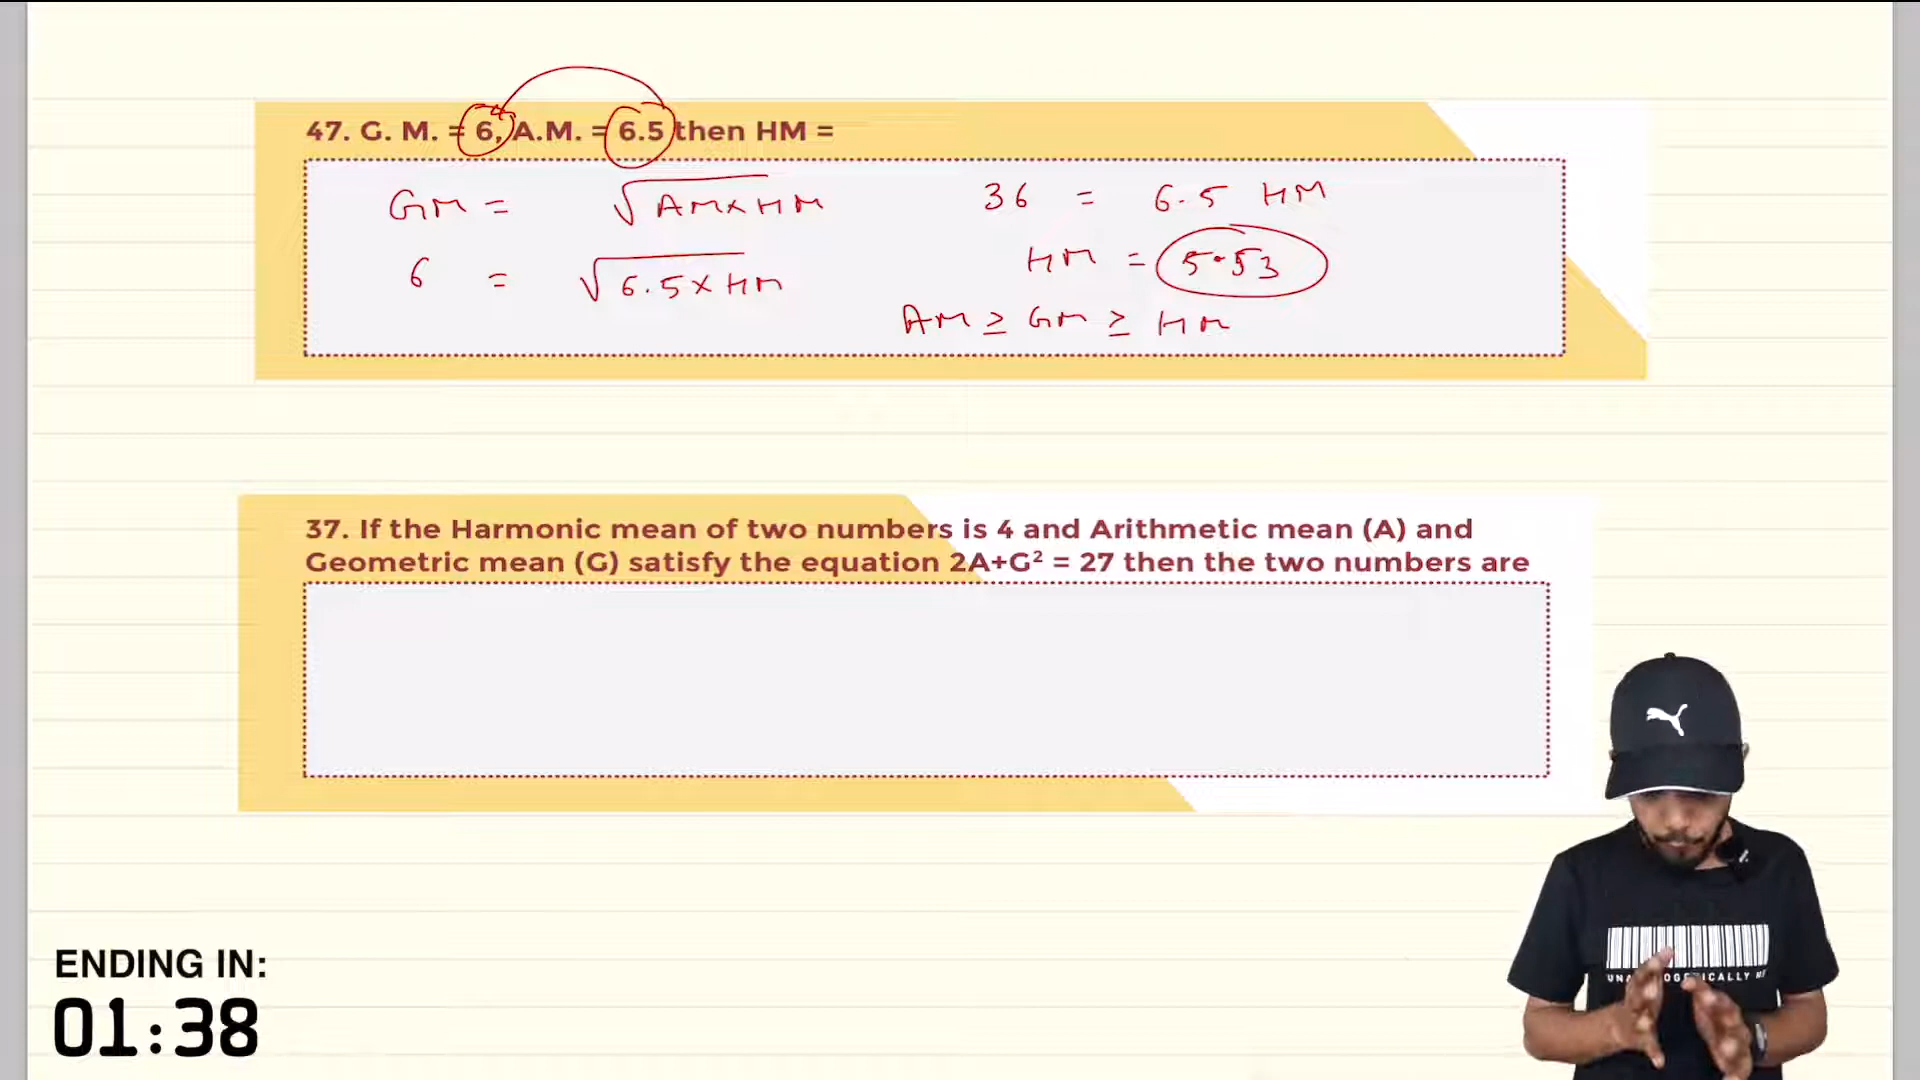 47. G. M. = 6, A.M. = 6.5 then HM =
GM = √AM×HM
6 = √6.5×HM
36 = 6.5 HM
HM = 5.53
AM ≥ GM ≥ HM
37. If the Harmonic mean of two numbers is 4 and Arithmetic mean (A) and
Geometric mean (G) satisfy the equation 2A+G² = 27 then the two numbers are
ENDING IN:
01:38